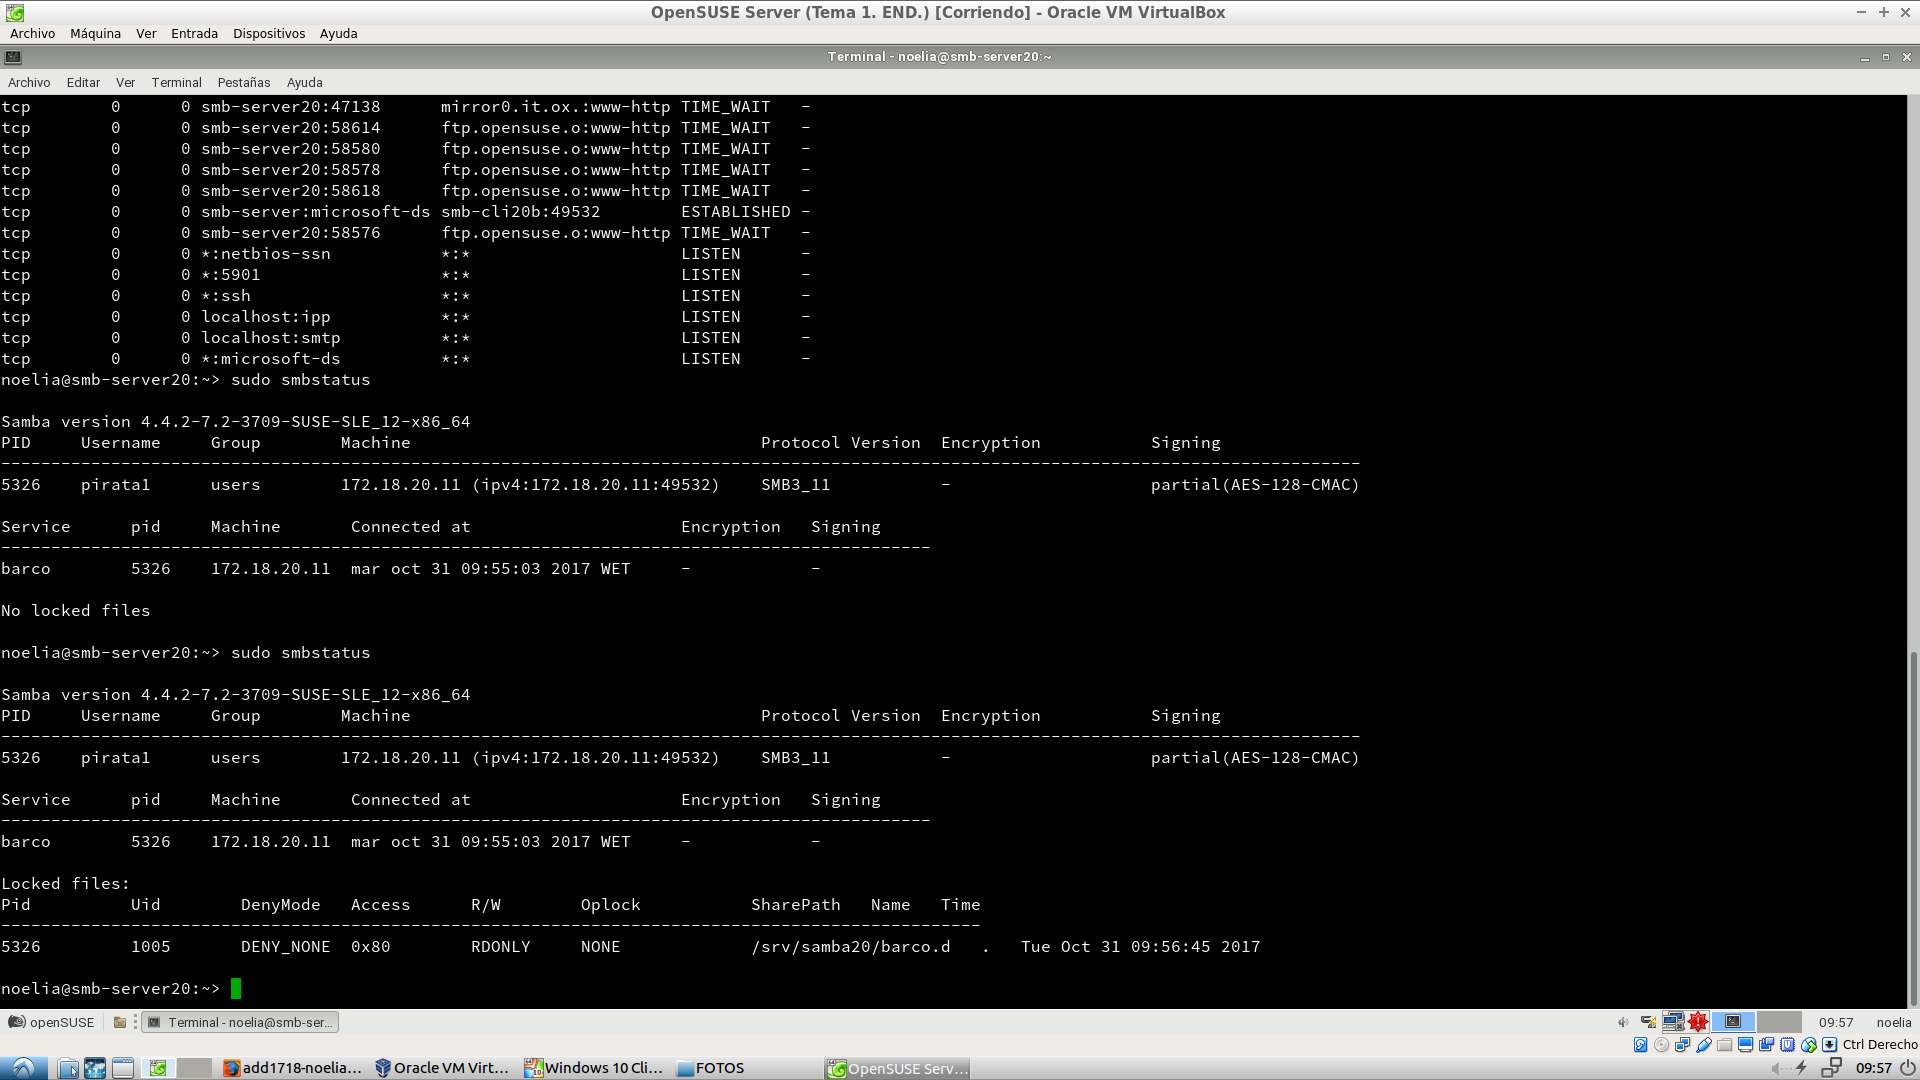 OpenSUSE Server (Tema 1. END.) [Corriendo] - Oracle VM VirtualBox
Archivo Máquina Ver Entrada Dispositivos Ayuda
Terminal - noelia@smb-server20:~
Archivo Editar Ver Terminal Pestañas Ayuda
tcp 0 0 smb-server20:47138 mirror0.it.ox.:www-http TIME_WAIT -
tcp 0 0 smb-server20:58614 ftp.opensuse.o:www-http TIME_WAIT -
tcp 0 0 smb-server20:58580 ftp.opensuse.o:www-http TIME_WAIT -
tcp 0 0 smb-server20:58578 ftp.opensuse.o:www-http TIME_WAIT -
tcp 0 0 smb-server20:58618 ftp.opensuse.o:www-http TIME_WAIT -
tcp 0 0 smb-server:microsoft-ds smb-cli20b:49532 ESTABLISHED -
tcp 0 0 smb-server20:58576 ftp.opensuse.o:www-http TIME_WAIT -
tcp 0 0 *:netbios-ssn *:* LISTEN -
tcp 0 0 *:5901 *:* LISTEN -
tcp 0 0 *:ssh *:* LISTEN -
tcp 0 0 localhost:ipp *:* LISTEN -
tcp 0 0 localhost:smtp *:* LISTEN -
tcp 0 0 *:microsoft-ds *:* LISTEN -
noelia@smb-server20:~> sudo smbstatus
Samba version 4.4.2-7.2-3709-SUSE-SLE_12-x86_64
PID Username Group Machine Protocol Version Encryption Signing
----------------------------------------------------------------------------------------------------------------------------------------
5326 pirata1 users 172.18.20.11 (ipv4:172.18.20.11:49532) SMB3_11 - partial(AES-128-CMAC)
Service pid Machine Connected at Encryption Signing
---------------------------------------------------------------------------------------------
barco 5326 172.18.20.11 mar oct 31 09:55:03 2017 WET - -
No locked files
noelia@smb-server20:~> sudo smbstatus
Samba version 4.4.2-7.2-3709-SUSE-SLE_12-x86_64
PID Username Group Machine Protocol Version Encryption Signing
----------------------------------------------------------------------------------------------------------------------------------------
5326 pirata1 users 172.18.20.11 (ipv4:172.18.20.11:49532) SMB3_11 - partial(AES-128-CMAC)
Service pid Machine Connected at Encryption Signing
---------------------------------------------------------------------------------------------
barco 5326 172.18.20.11 mar oct 31 09:55:03 2017 WET - -
Locked files:
Pid Uid DenyMode Access R/W Oplock SharePath Name Time
--------------------------------------------------------------------------------------------------
5326 1005 DENY_NONE 0x80 RDONLY NONE /srv/samba20/barco.d . Tue Oct 31 09:56:45 2017
noelia@smb-server20:~>
openSUSE Terminal - noelia@smb-ser... 09:57 noelia
Ctrl Derecho
add1718-noelia... Oracle VM Virt... Windows 10 Cli... FOTOS OpenSUSE Serv... 09:57